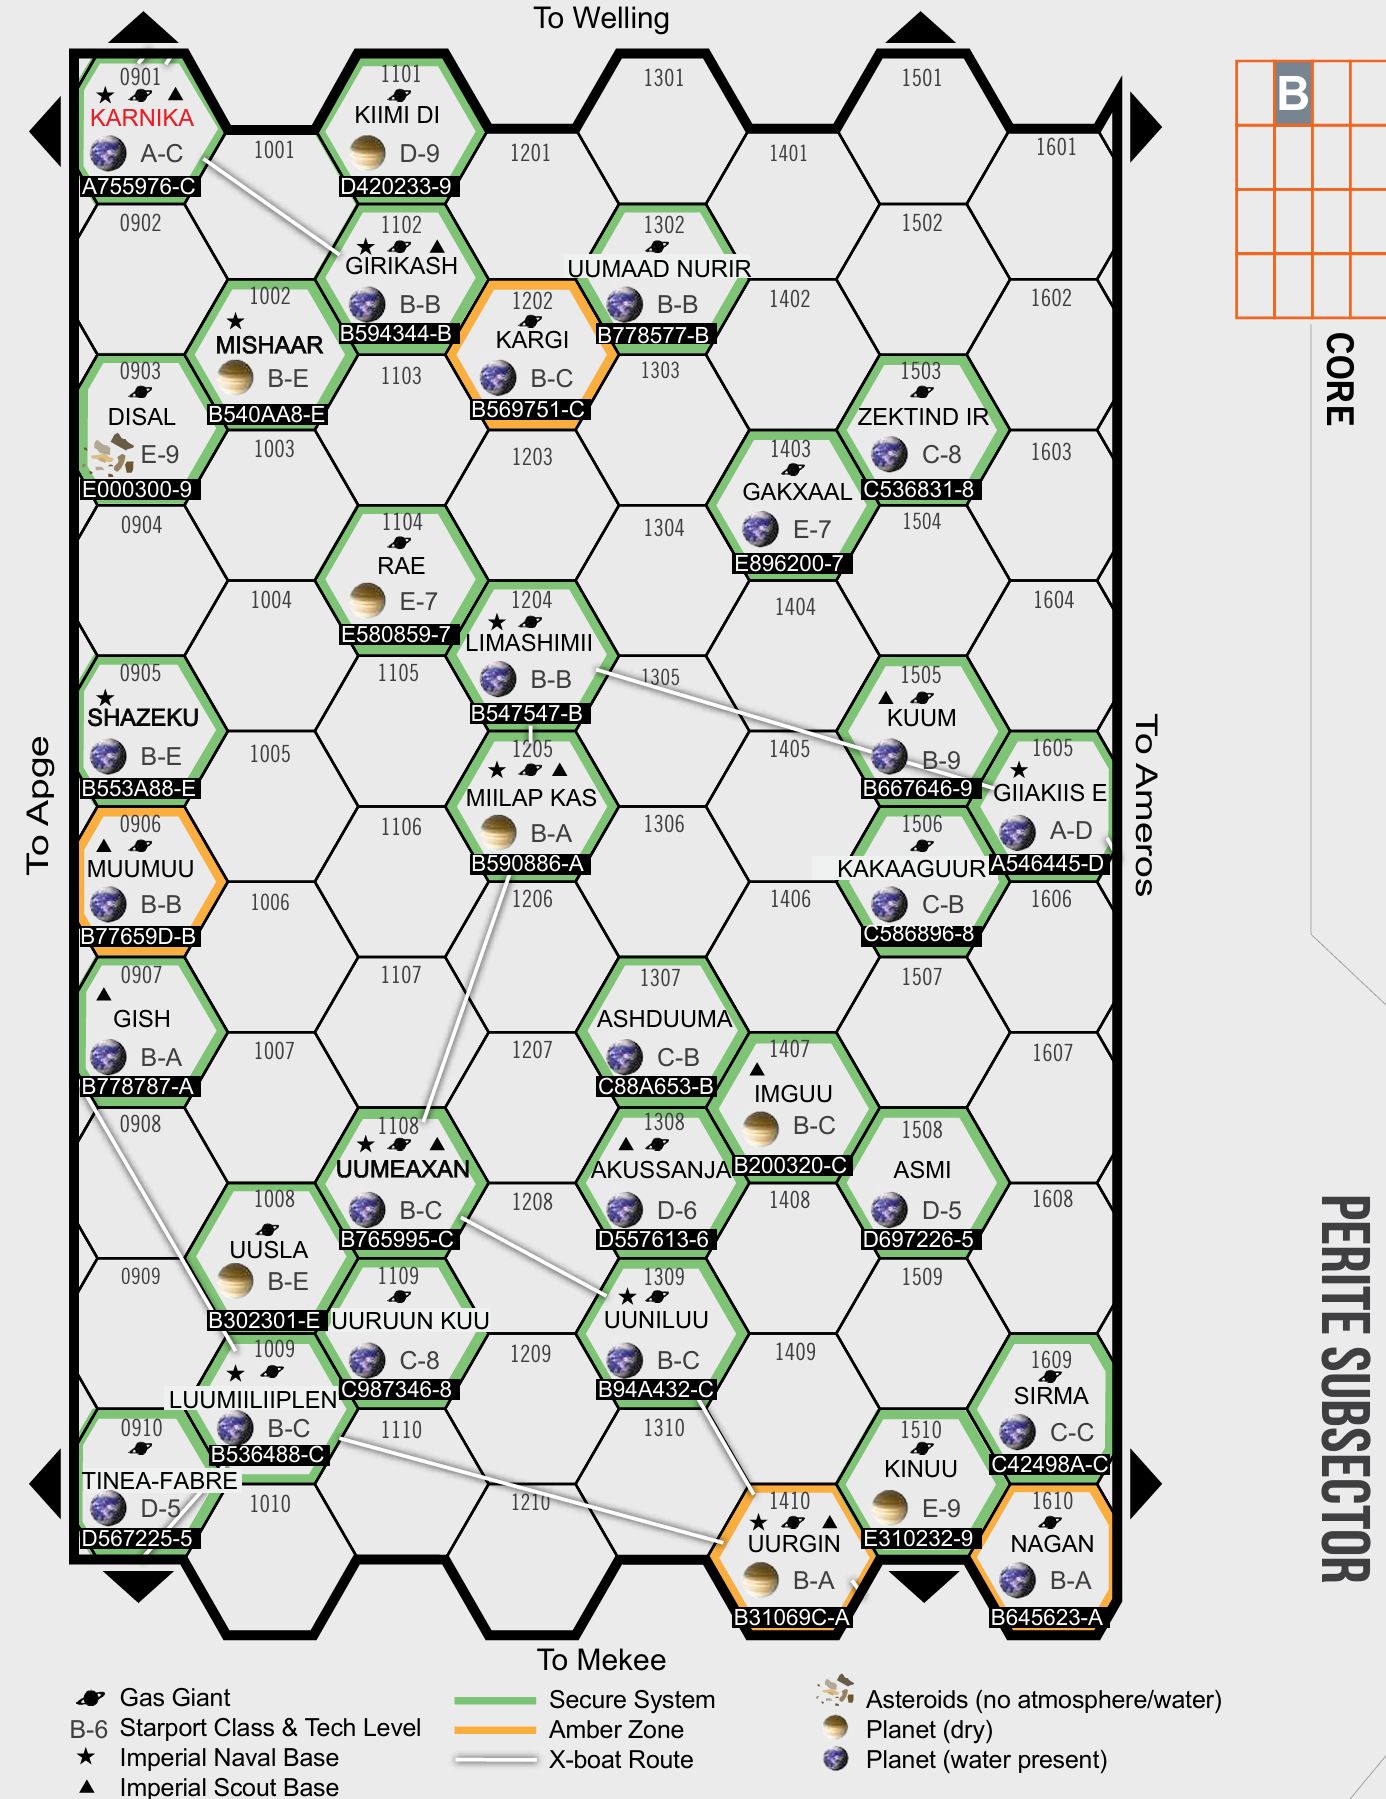 To Welling
0901
KARNIKA
A-C
A755976-C
1101
KIIMI DI
D-9
D420233-9
1301
1501
1001
1201
1401
1601
0902
1102
GIRIKASH
B-B
B594344-B
1302
UUMAAD NURIR
B-B
B778577-B
1502
1002
MISHAAR
B-E
B540AA8-E
1202
KARGI
B-C
B569751-C
1402
1602
0903
DISAL
E-9
E000300-9
1103
1303
1503
ZEKTIND IR
C-8
C536831-8
1003
1203
1403
GAKXAAL
E-7
E896200-7
1603
0904
1104
RAE
E-7
E580859-7
1304
1504
1004
1204
LIMASHIMII
B-B
B547547-B
1404
1604
0905
SHAZEKU
B-E
B553A88-E
1105
1305
1505
KUUM
B-9
B667646-9
1005
1205
MIILAP KAS
B-A
B590886-A
1405
1605
GIIAKIIS E
A-D
A546445-D
0906
MUUMUU
B-B
B77659D-B
1106
1306
1506
KAKAAGUUR
C-B
C586896-8
1006
1206
1406
1606
0907
GISH
B-A
B778787-A
1107
1307
ASHDUUMA
C-B
C88A653-B
1507
1007
1207
1407
IMGUU
B-C
B200320-C
1607
0908
1108
UUMEAXAN
B-C
B765995-C
1308
AKUSSANJA
D-6
D557613-6
1508
ASMI
D-5
D697226-5
1008
UUSLA
B-E
B302301-E
1208
1408
1608
0909
1109
UURUUN KUU
C-8
C987346-8
1309
UUNILUU
B-C
B94A432-C
1509
1009
LUUMIILIIPLEN
B-C
B536488-C
1209
1409
1609
SIRMA
C-C
C42498A-C
0910
TINEA-FABRE
D-5
D567225-5
1110
1310
1510
KINUU
E-9
E310232-9
1010
1210
1410
UURGIN
B-A
B31069C-A
1610
NAGAN
B-A
B645623-A
To Apge
To Ameros
To Mekee
B
CORE
PERITE SUBSECTOR
Gas Giant
B-6 Starport Class & Tech Level
Imperial Naval Base
Imperial Scout Base
Secure System
Amber Zone
X-boat Route
Asteroids (no atmosphere/water)
Planet (dry)
Planet (water present)